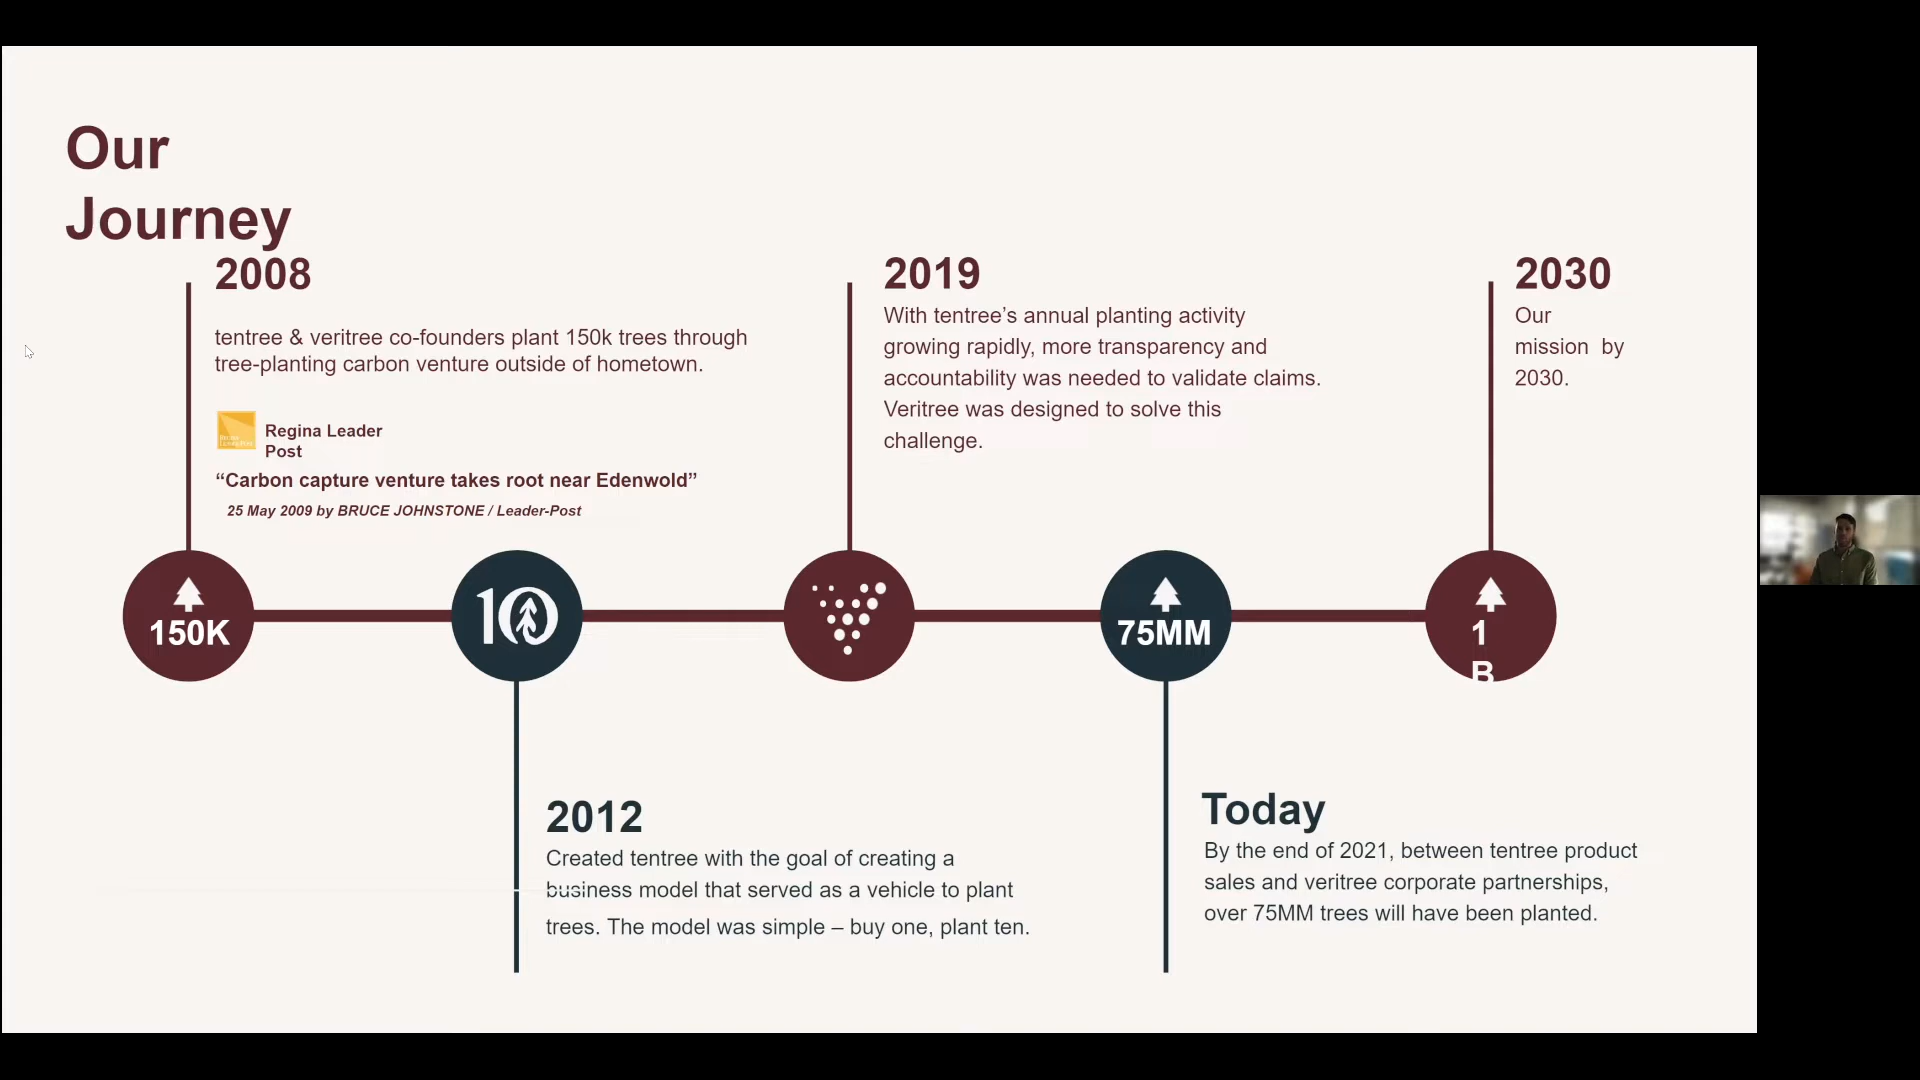 Our
Journey
2008
tentree & veritree co-founders plant 150k trees through
tree-planting carbon venture outside of hometown.
Regina Leader
Post
“Carbon capture venture takes root near Edenwold”
25 May 2009 by BRUCE JOHNSTONE / Leader-Post
2019
With tentree’s annual planting activity
growing rapidly, more transparency and
accountability was needed to validate claims.
Veritree was designed to solve this
challenge.
2030
Our
mission by
2030.
150K
10
75MM
1
B
2012
Created tentree with the goal of creating a
business model that served as a vehicle to plant
trees. The model was simple – buy one, plant ten.
Today
By the end of 2021, between tentree product
sales and veritree corporate partnerships,
over 75MM trees will have been planted.